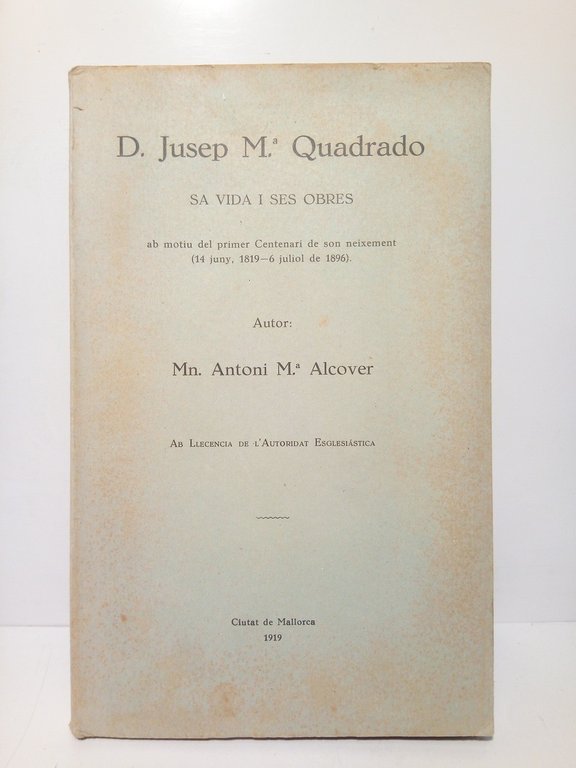 D. Jusep M.ª Quadrado
SA VIDA I SES OBRES
ab motiu del primer Centenari de son neixement
(14 juny, 1819—6 juliol de 1896).
Autor:
Mn. Antoni M.ª Alcover
Ab Llecencia de l'Autoridat Esglesiástica
Ciutat de Mallorca
1919